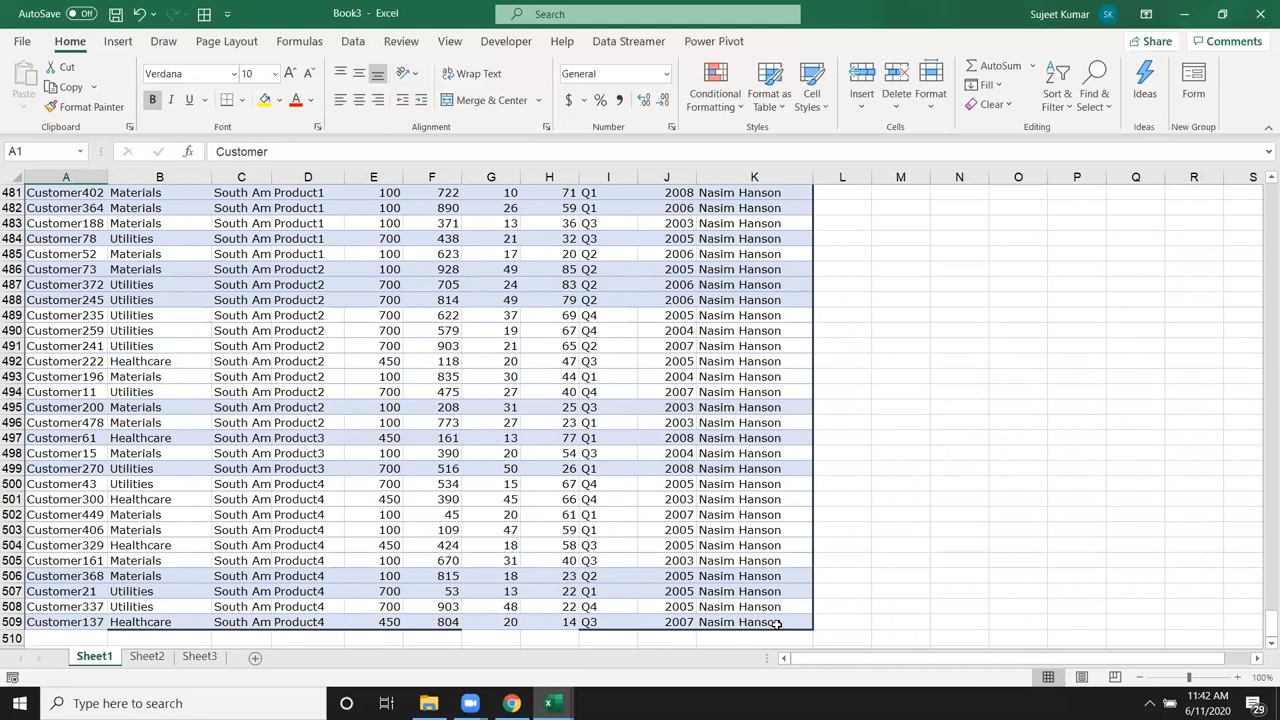 AutoSave Off Book3 - Excel Search Sujeet Kumar SK
File Home Insert Draw Page Layout Formulas Data Review View Developer Help Data Streamer Power Pivot Share Comments
Paste Cut Copy Format Painter Clipboard
Verdana 10 B I U A A A Font
Wrap Text Merge & Center Alignment
General $ % , Number
Conditional Formatting Format as Table Cell Styles Styles
Insert Delete Format Cells
AutoSum Fill Clear Sort & Filter Find & Select Editing
Ideas Ideas
Form New Group
A1 fx Customer
A B C D E F G H I J K L M N O P Q R S
481 Customer402 Materials South Am Product1 100 722 10 71 Q1 2008 Nasim Hanson
482 Customer364 Materials South Am Product1 100 890 26 59 Q1 2006 Nasim Hanson
483 Customer188 Materials South Am Product1 100 371 13 36 Q3 2003 Nasim Hanson
484 Customer78 Utilities South Am Product1 700 438 21 32 Q3 2005 Nasim Hanson
485 Customer52 Materials South Am Product1 100 623 17 20 Q2 2006 Nasim Hanson
486 Customer73 Materials South Am Product2 100 928 49 85 Q2 2005 Nasim Hanson
487 Customer372 Utilities South Am Product2 700 705 24 83 Q2 2006 Nasim Hanson
488 Customer245 Utilities South Am Product2 700 814 49 79 Q2 2006 Nasim Hanson
489 Customer235 Utilities South Am Product2 700 622 37 69 Q4 2005 Nasim Hanson
490 Customer259 Utilities South Am Product2 700 579 19 67 Q4 2004 Nasim Hanson
491 Customer241 Utilities South Am Product2 700 903 21 65 Q2 2007 Nasim Hanson
492 Customer222 Healthcare South Am Product2 450 118 20 47 Q3 2005 Nasim Hanson
493 Customer196 Materials South Am Product2 100 835 30 44 Q1 2004 Nasim Hanson
494 Customer11 Utilities South Am Product2 700 475 27 40 Q4 2007 Nasim Hanson
495 Customer200 Materials South Am Product2 100 208 31 25 Q3 2003 Nasim Hanson
496 Customer478 Materials South Am Product2 100 773 27 23 Q1 2003 Nasim Hanson
497 Customer61 Healthcare South Am Product3 450 161 13 77 Q1 2008 Nasim Hanson
498 Customer15 Materials South Am Product3 100 390 20 54 Q3 2004 Nasim Hanson
499 Customer270 Utilities South Am Product3 700 516 50 26 Q1 2008 Nasim Hanson
500 Customer43 Utilities South Am Product4 700 534 15 67 Q4 2005 Nasim Hanson
501 Customer300 Healthcare South Am Product4 450 390 45 66 Q4 2003 Nasim Hanson
502 Customer449 Materials South Am Product4 100 45 20 61 Q1 2007 Nasim Hanson
503 Customer406 Materials South Am Product4 100 109 47 59 Q1 2005 Nasim Hanson
504 Customer329 Healthcare South Am Product4 450 424 18 58 Q3 2005 Nasim Hanson
505 Customer161 Materials South Am Product4 100 670 31 40 Q3 2003 Nasim Hanson
506 Customer368 Materials South Am Product4 100 815 18 23 Q2 2005 Nasim Hanson
507 Customer21 Utilities South Am Product4 700 53 13 22 Q1 2005 Nasim Hanson
508 Customer337 Utilities South Am Product4 700 903 48 22 Q4 2005 Nasim Hanson
509 Customer137 Healthcare South Am Product4 450 804 20 14 Q3 2007 Nasim Hanson
510
Sheet1 Sheet2 Sheet3
100%
Type here to search 11:42 AM
6/11/2020 29